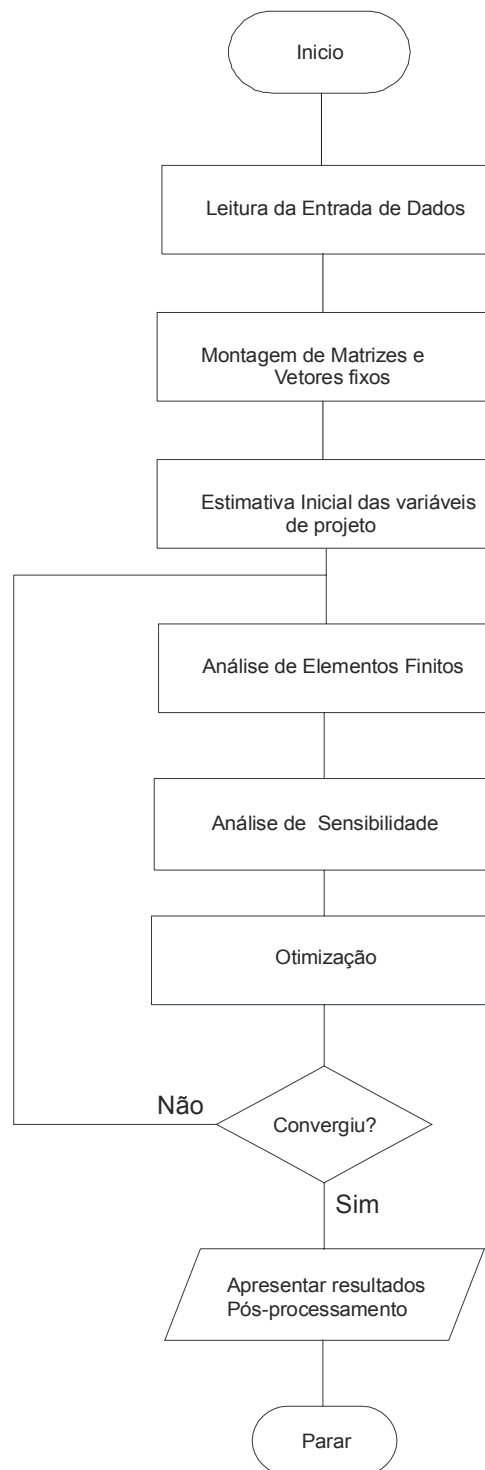 Inicio
Leitura da Entrada de Dados
Montagem de Matrizes e
Vetores fixos
Estimativa Inicial das variáveis
de projeto
Análise de Elementos Finitos
Análise de Sensibilidade
Otimização
Não
Convergiu?
Sim
Apresentar resultados
Pós-processamento
Parar